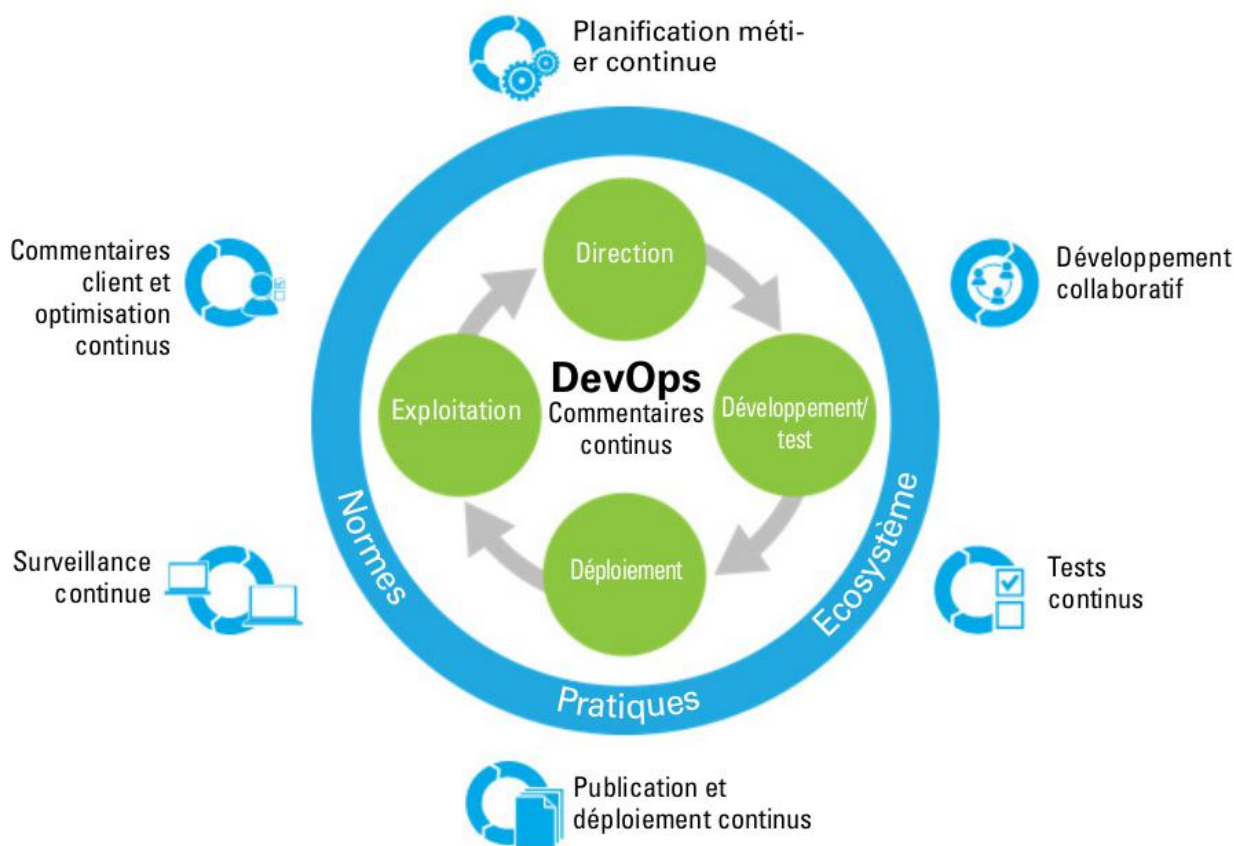 Planification méti-
er continue
Commentaires
client et
optimisation
continus
Direction
Développement
collaboratif
DevOps
Commentaires
continus
Exploitation
Développement/
test
Déploiement
Normes
Pratiques
Ecosystème
Surveillance
continue
Tests
continus
Publication et
déploiement continus